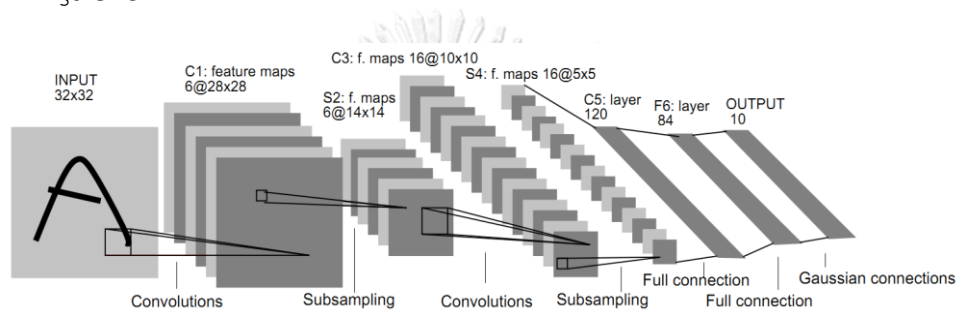 INPUT
32x32
C1: feature maps
6@28x28
S2: f. maps
6@14x14
C3: f. maps 16@10x10
S4: f. maps 16@5x5
C5: layer
120
F6: layer
84
OUTPUT
10
Convolutions
Subsampling
Convolutions
Subsampling
Full connection
Full connection
Gaussian connections